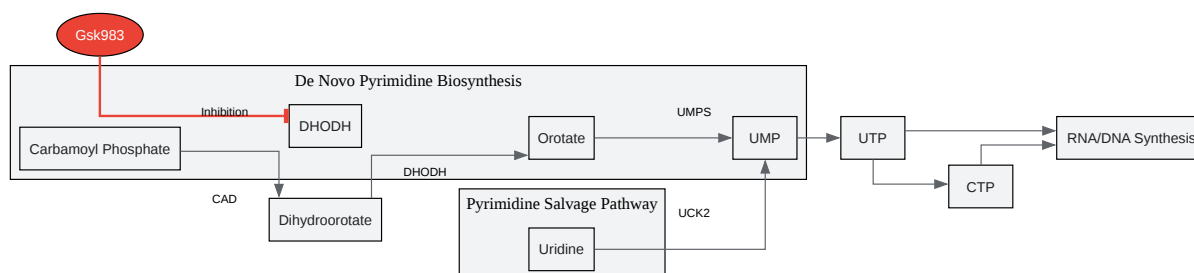 Gsk983
De Novo Pyrimidine Biosynthesis
Inhibition
DHODH
UMPS
Carbamoyl Phosphate
Orotate
UMP
UTP
RNA/DNA Synthesis
DHODH
CAD
CTP
Dihydroorotate
Pyrimidine Salvage Pathway
UCK2
Uridine